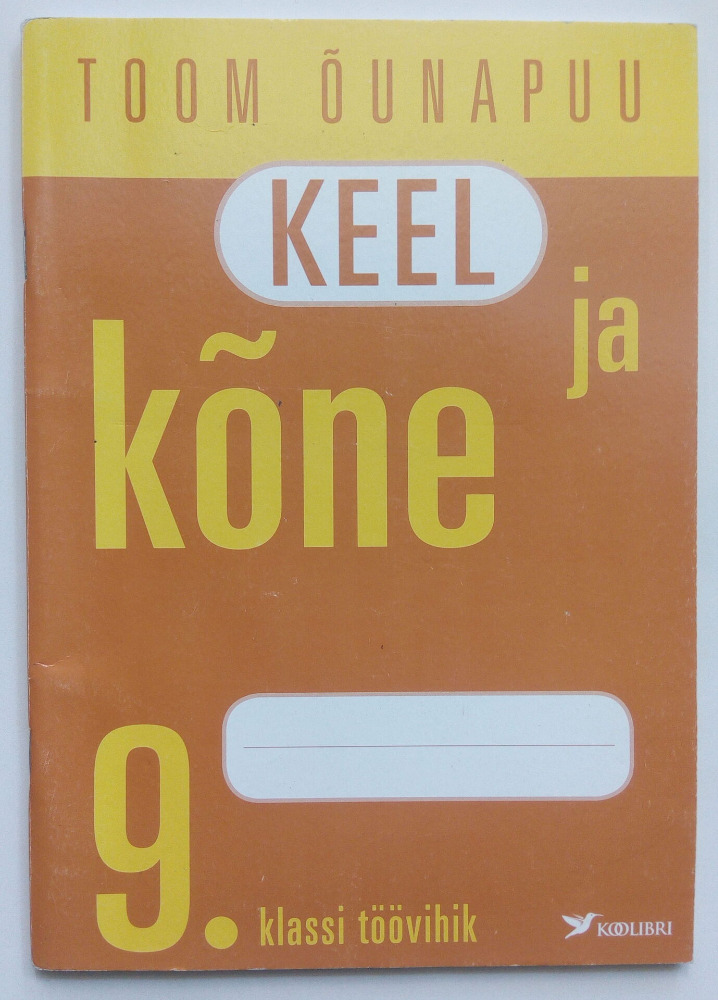 TOOM ÕUNAPUU
KEEL
ja
kõne
9. klassi töövihik
KOOLIBRI